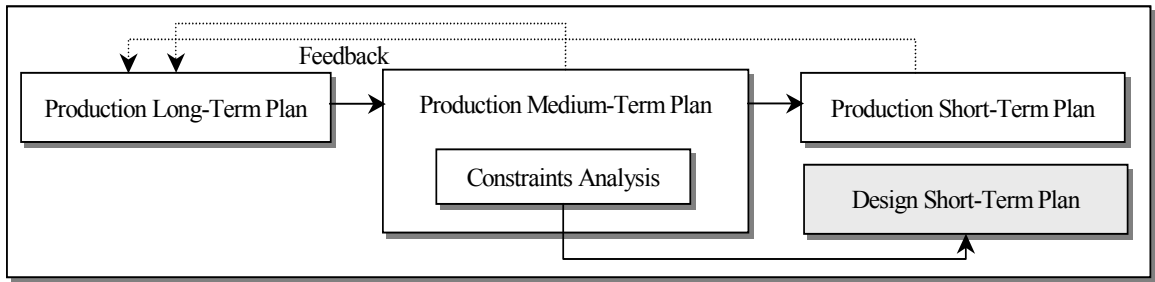 Feedback
Production Long-Term Plan
Production Medium-Term Plan
Production Short-Term Plan
Constraints Analysis
Design Short-Term Plan